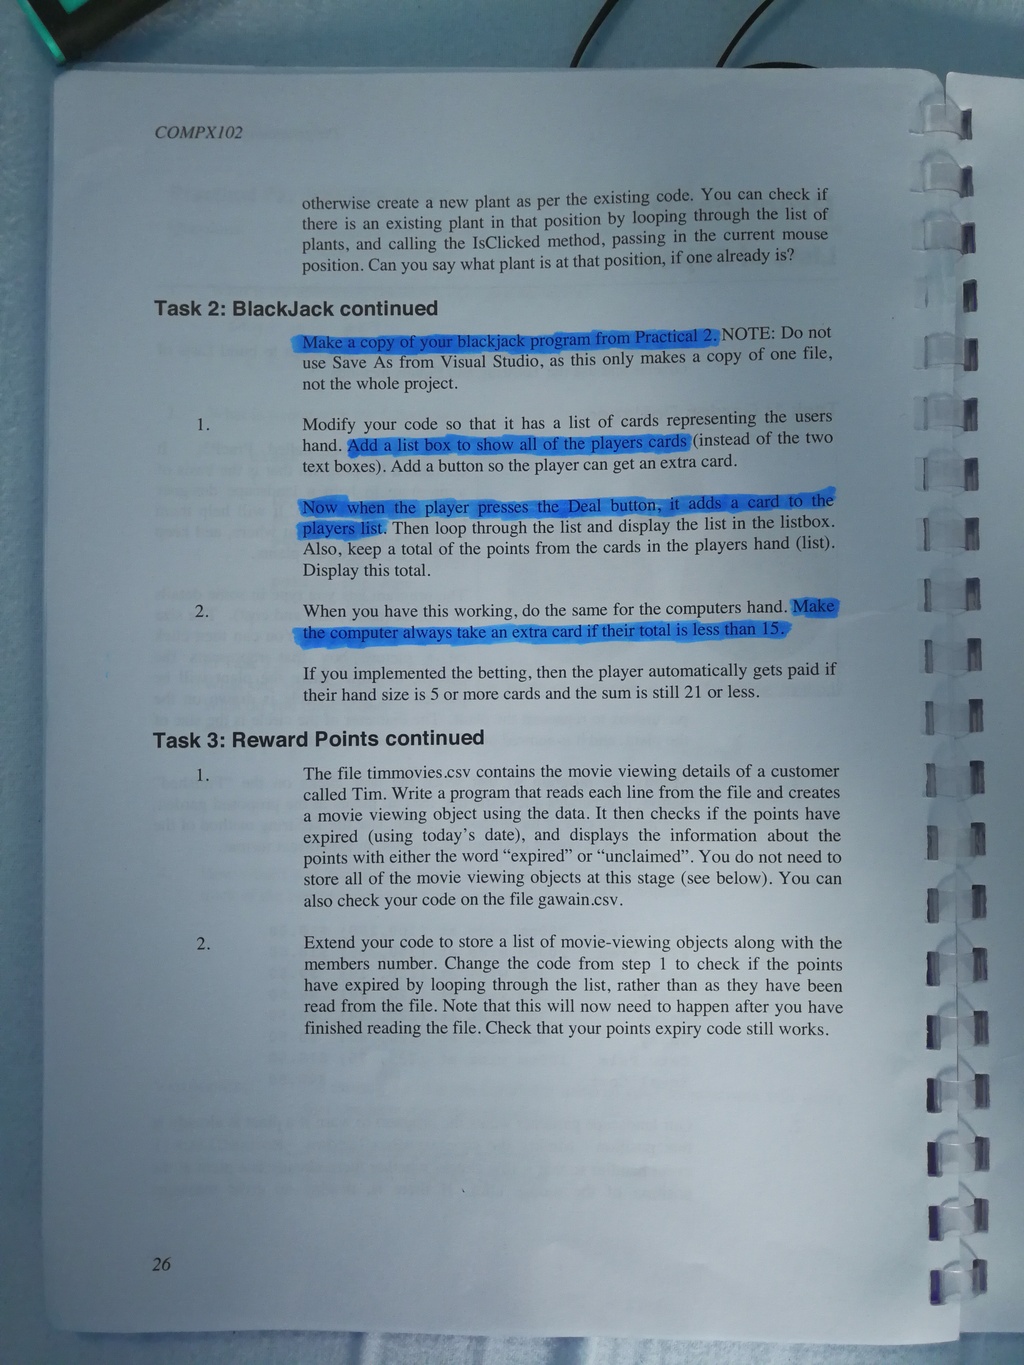 COMPX102
otherwise create a new plant as per the existing code. You can check if
there is an existing plant in that position by looping through the list of
plants, and calling the IsClicked method, passing in the current mouse
position. Can you say what plant is at that position, if one already is?
Task 2: BlackJack continued
Make a copy of your blackjack program from Practical 2. NOTE: Do not
use Save As from Visual Studio, as this only makes a copy of one file,
not the whole project.
1. Modify your code so that it has a list of cards representing the users
hand. Add a list box to show all of the players cards (instead of the two
text boxes). Add a button so the player can get an extra card.
Now when the player presses the Deal button, it adds a card to the
players list. Then loop through the list and display the list in the listbox.
Also, keep a total of the points from the cards in the players hand (list).
Display this total.
2. When you have this working, do the same for the computers hand. Make
the computer always take an extra card if their total is less than 15.
If you implemented the betting, then the player automatically gets paid if
their hand size is 5 or more cards and the sum is still 21 or less.
Task 3: Reward Points continued
1. The file timmovies.csv contains the movie viewing details of a customer
called Tim. Write a program that reads each line from the file and creates
a movie viewing object using the data. It then checks if the points have
expired (using today’s date), and displays the information about the
points with either the word “expired” or “unclaimed”. You do not need to
store all of the movie viewing objects at this stage (see below). You can
also check your code on the file gawain.csv.
2. Extend your code to store a list of movie-viewing objects along with the
members number. Change the code from step 1 to check if the points
have expired by looping through the list, rather than as they have been
read from the file. Note that this will now need to happen after you have
finished reading the file. Check that your points expiry code still works.
26